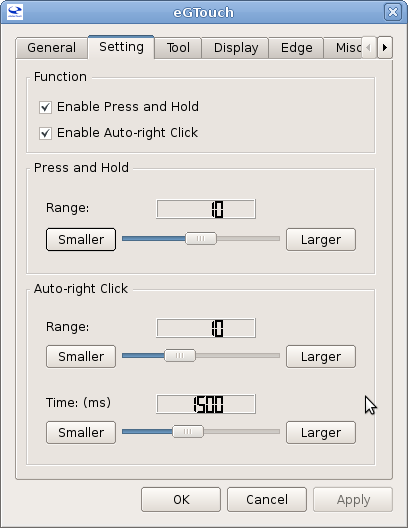 eGTouch
General Setting Tool Display Edge Misc
Function
Enable Press and Hold
Enable Auto-right Click
Press and Hold
Range: 10
Smaller Larger
Auto-right Click
Range: 10
Smaller Larger
Time: (ms) 1500
Smaller Larger
OK Cancel Apply